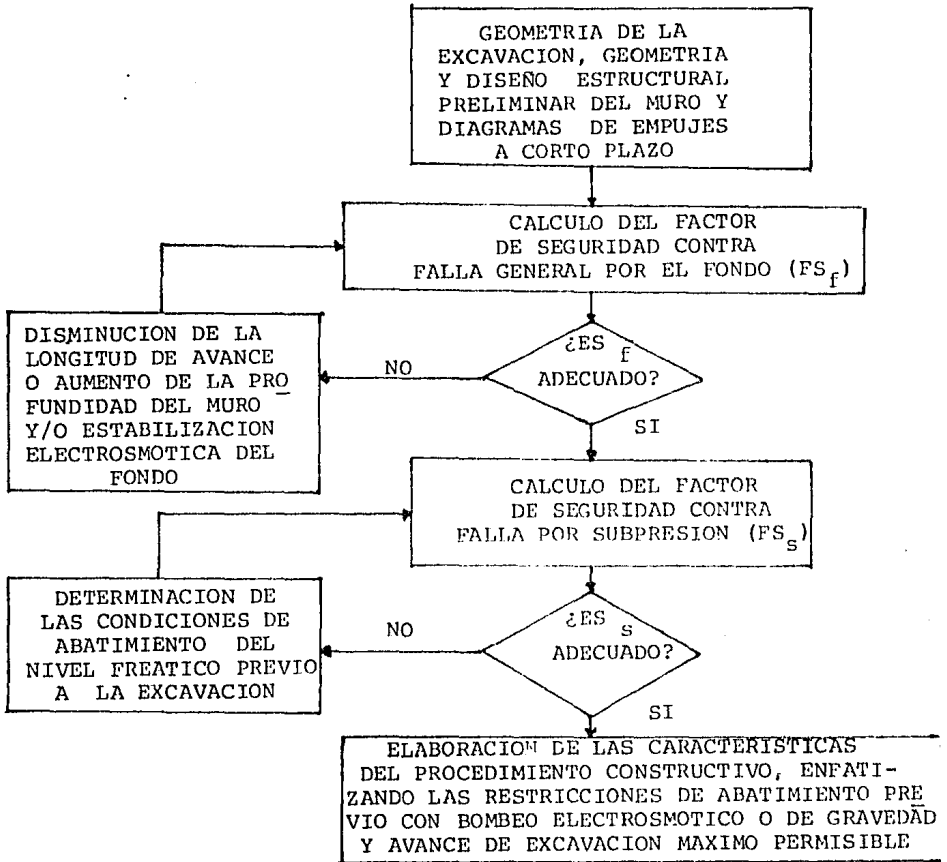 GEOMETRIA DE LA
EXCAVACION, GEOMETRIA
Y DISEÑO ESTRUCTURAL
PRELIMINAR DEL MURO Y
DIAGRAMAS DE EMPUJES
A CORTO PLAZO
CALCULO DEL FACTOR
DE SEGURIDAD CONTRA
FALLA GENERAL POR EL FONDO (FSf)
¿ES f
ADECUADO?
NO
SI
DISMINUCION DE LA
LONGITUD DE AVANCE
O AUMENTO DE LA PRO
FUNDIDAD DEL MURO
Y/O ESTABILIZACION
ELECTROSMOTICA DEL
FONDO
CALCULO DEL FACTOR
DE SEGURIDAD CONTRA
FALLA POR SUBPRESION (FSs)
¿ES s
ADECUADO?
NO
SI
DETERMINACION DE
LAS CONDICIONES DE
ABATIMIENTO DEL
NIVEL FREATICO PREVIO
A LA EXCAVACION
ELABORACION DE LAS CARACTERISTICAS
DEL PROCEDIMIENTO CONSTRUCTIVO, ENFATI-
ZANDO LAS RESTRICCIONES DE ABATIMIENTO PRE
VIO CON BOMBEO ELECTROSMOTICO O DE GRAVEDAD
Y AVANCE DE EXCAVACION MAXIMO PERMISIBLE